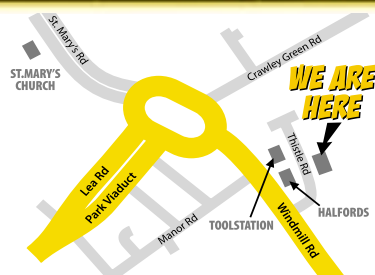 St. Mary's Rd
Crawley Green Rd
ST.MARY'S
CHURCH
WE ARE
HERE
Thistle Rd
Lea Rd
Park Viaduct
HALFORDS
TOOLSTATION
Manor Rd
Windmill Rd